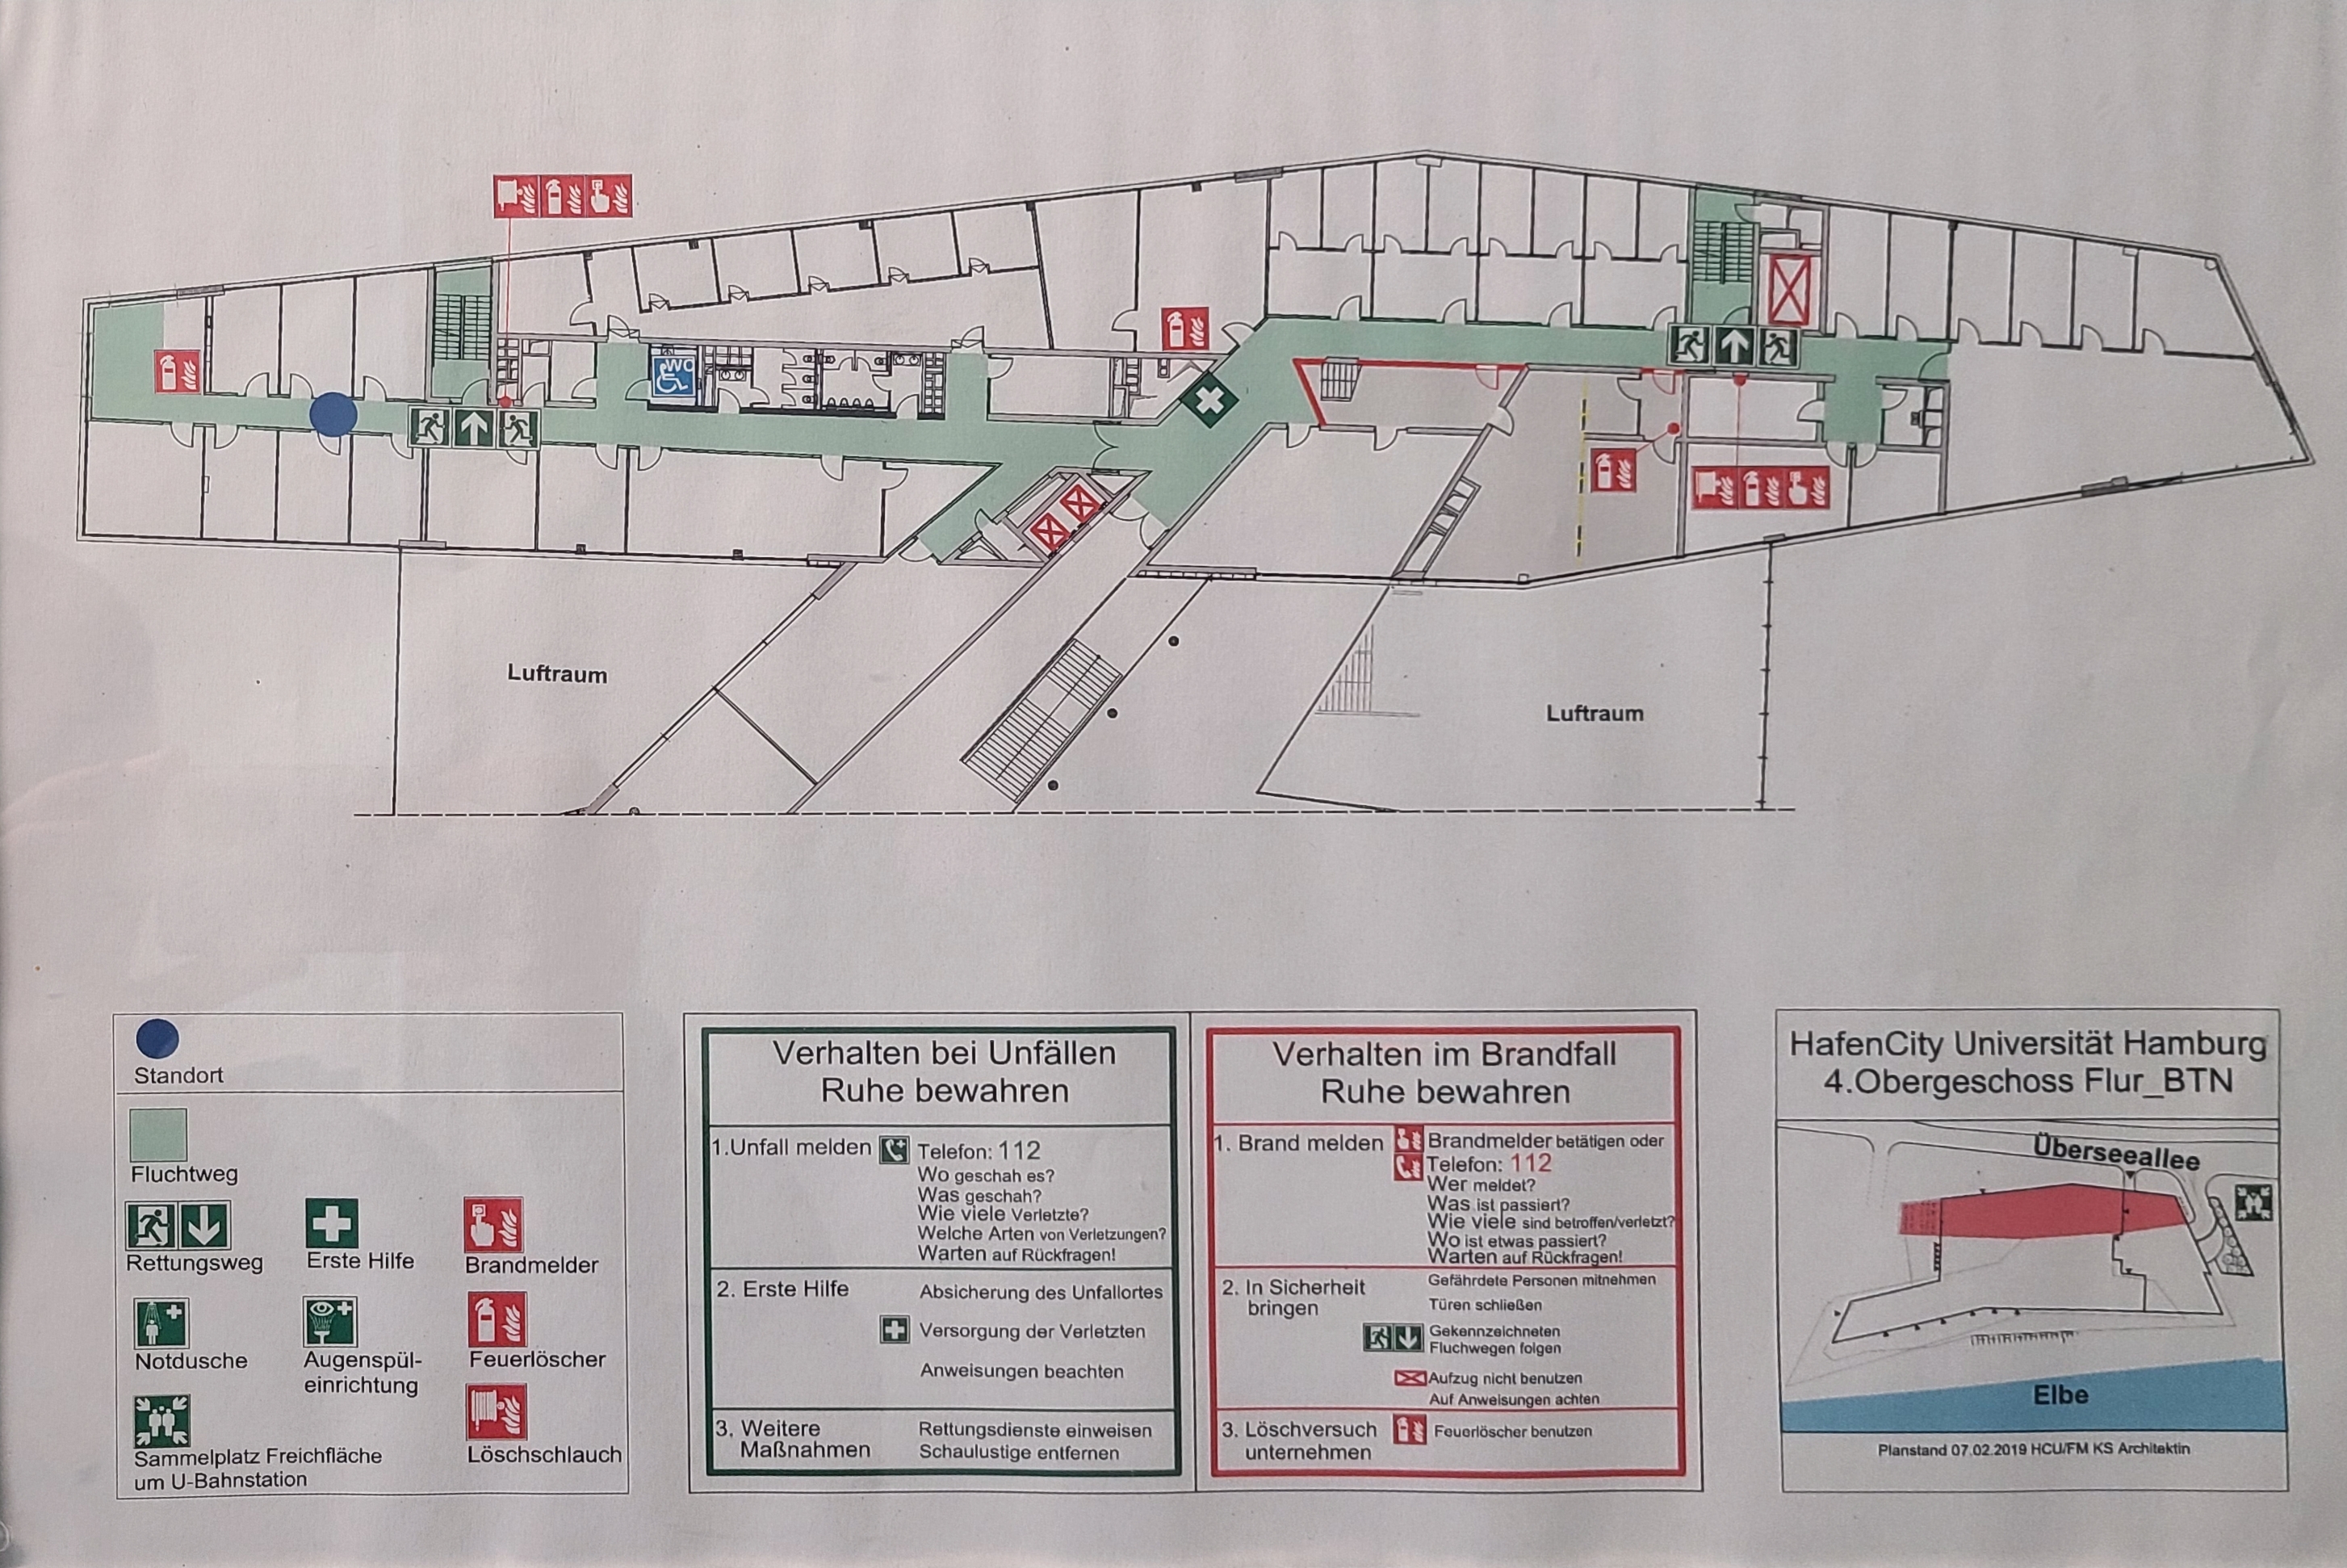 WC
Luftraum
Luftraum
Standort
Fluchtweg
Rettungsweg
Erste Hilfe
Brandmelder
Notdusche
Augenspül-
einrichtung
Feuerlöscher
Sammelplatz Freichfläche
um U-Bahnstation
Löschschlauch
Verhalten bei Unfällen
Ruhe bewahren
1.Unfall melden
Telefon: 112
Wo geschah es?
Was geschah?
Wie viele Verletzte?
Welche Arten von Verletzungen?
Warten auf Rückfragen!
2. Erste Hilfe
Absicherung des Unfallortes
Versorgung der Verletzten
Anweisungen beachten
3. Weitere
Maßnahmen
Rettungsdienste einweisen
Schaulustige entfernen
Verhalten im Brandfall
Ruhe bewahren
1. Brand melden
Brandmelder betätigen oder
Telefon: 112
Wer meldet?
Was ist passiert?
Wie viele sind betroffen/verletzt?
Wo ist etwas passiert?
Warten auf Rückfragen!
2. In Sicherheit
bringen
Gefährdete Personen mitnehmen
Türen schließen
Gekennzeichneten
Fluchwegen folgen
Aufzug nicht benutzen
Auf Anweisungen achten
3. Löschversuch
unternehmen
Feuerlöscher benutzen
HafenCity Universität Hamburg
4.Obergeschoss Flur_BTN
Überseeallee
Elbe
Planstand 07.02.2019 HCU/FM KS Architektin